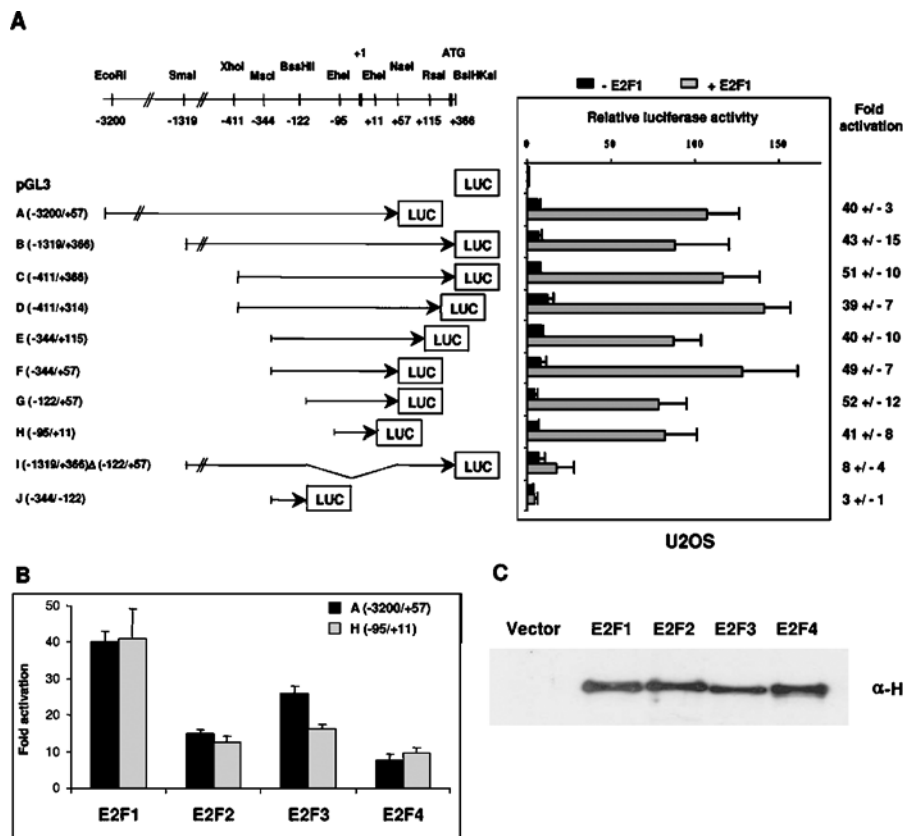 A
+1 ATG
XhoI BssHII NaeI
EcoRI SmaI MscI EheI EheI RsaI BsiHKaI
-3200 -1319 -411 -344 -122 -95 +11 +57 +115 +366
- E2F1 + E2F1
Relative luciferase activity
Fold
activation
0 50 100 150
pGL3 LUC
A (-3200/+57) LUC 40 +/- 3
B (-1319/+366) LUC 43 +/- 15
C (-411/+366) LUC 51 +/- 10
D (-411/+314) LUC 39 +/- 7
E (-344/+115) LUC 40 +/- 10
F (-344/+57) LUC 49 +/- 7
G (-122/+57) LUC 52 +/- 12
H (-95/+11) LUC 41 +/- 8
I (-1319/+366)Δ (-122/+57) LUC 8 +/- 4
J (-344/-122) LUC 3 +/- 1
U2OS
B
Fold activation
50
40
30
20
10
0
A (-3200/+57)
H (-95/+11)
E2F1 E2F2 E2F3 E2F4
C
Vector E2F1 E2F2 E2F3 E2F4
α-H